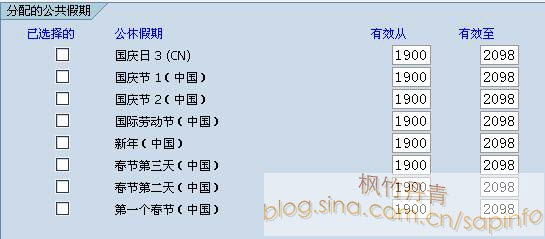 分配的公共假期
已选择的 公休假期 有效从 有效至
国庆日 3 (CN) 1900 2098
国庆节 1（中国） 1900 2098
国庆节 2（中国） 1900 2098
国际劳动节（中国） 1900 2098
新年（中国） 1900 2098
春节第三天（中国） 1900 2098
春节第二天（中国） 1900 2098
第一个春节（中国） 1900 2098
枫竹丹青
blog.sina.com.cn/sapinfo